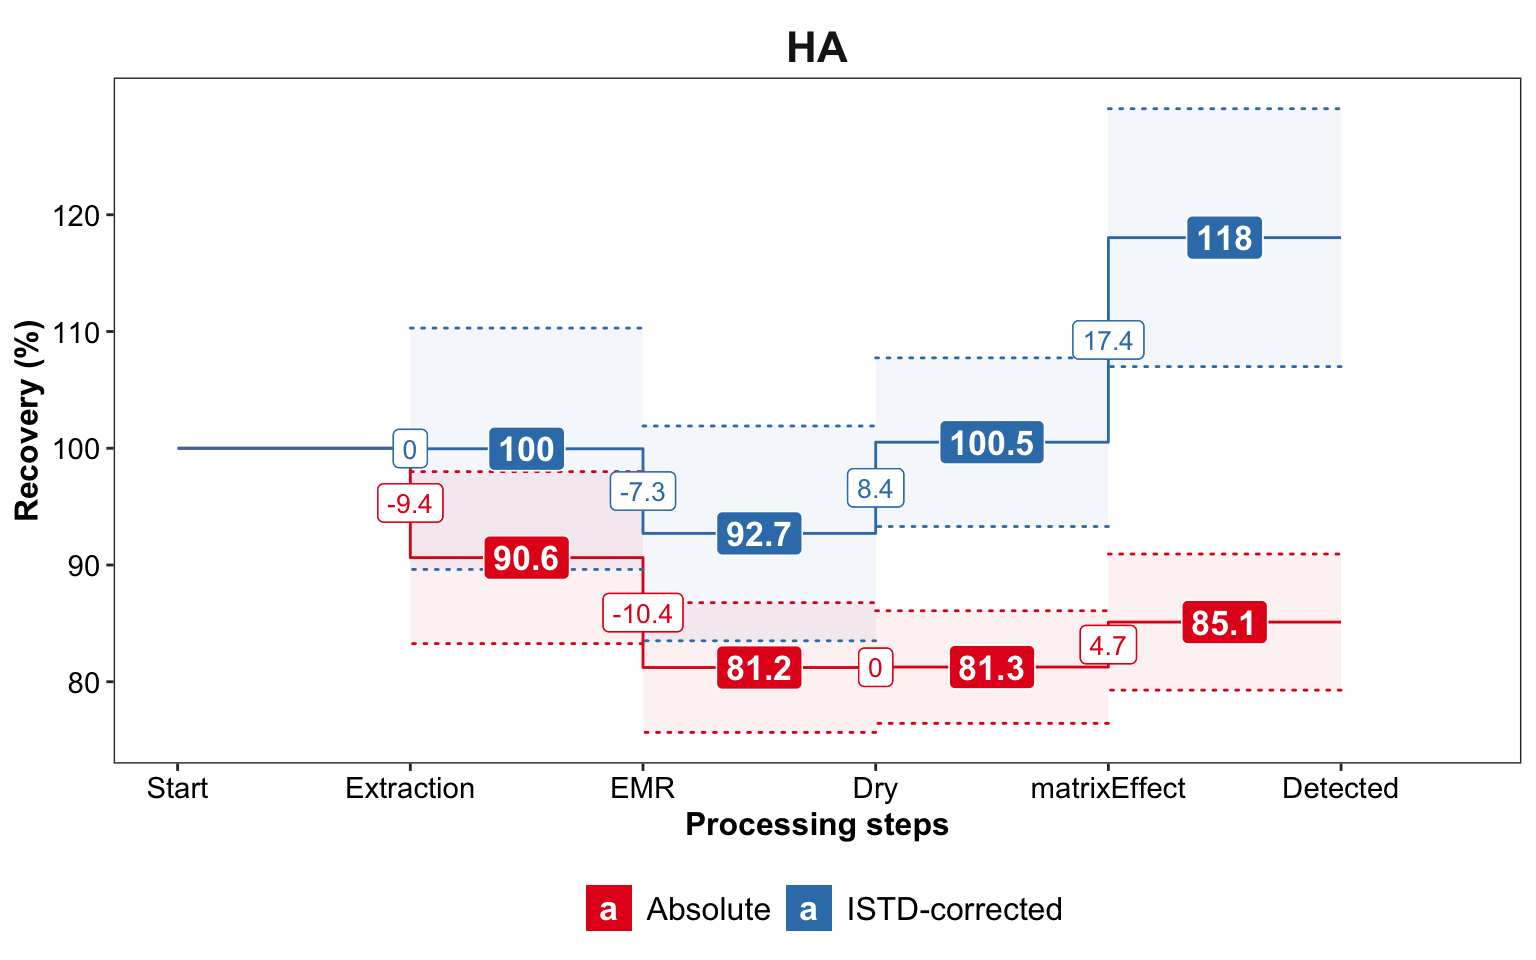 HA
Recovery (%)
120
110
100
90
80
118
17.4
0
100
100.5
-9.4
-7.3
8.4
92.7
90.6
-10.4
85.1
4.7
81.2
0
81.3
Start
Extraction
EMR
Dry
matrixEffect
Detected
Processing steps
a Absolute a ISTD-corrected